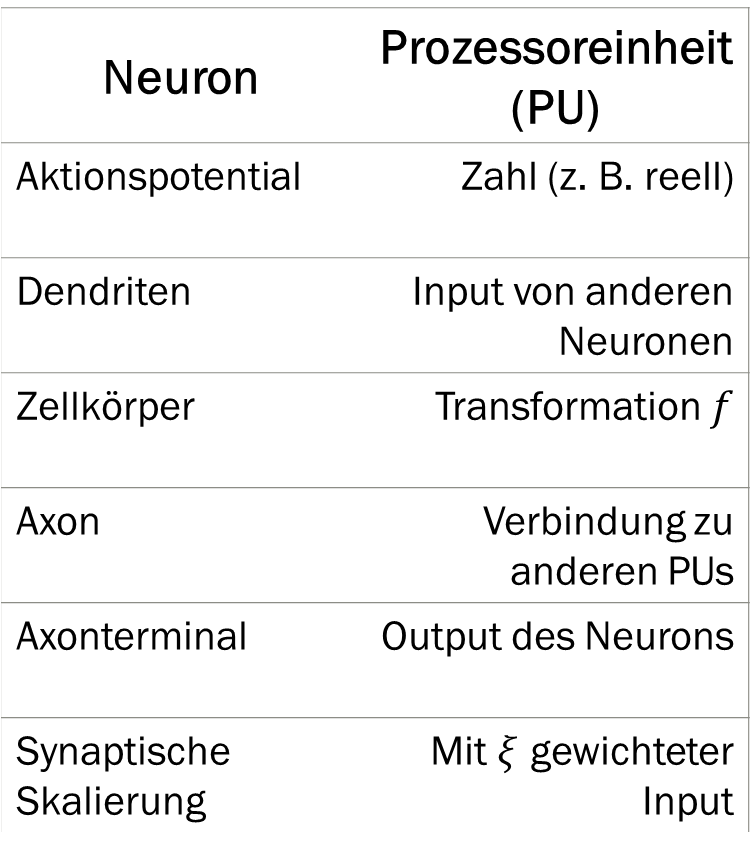 Neuron
Prozessoreinheit
(PU)
Aktionspotential
Zahl (z. B. reell)
Dendriten
Input von anderen
Neuronen
Zellkörper
Transformation f
Axon
Verbindung zu
anderen PUs
Axonterminal
Output des Neurons
Synaptische
Skalierung
Mit ξ gewichteter
Input